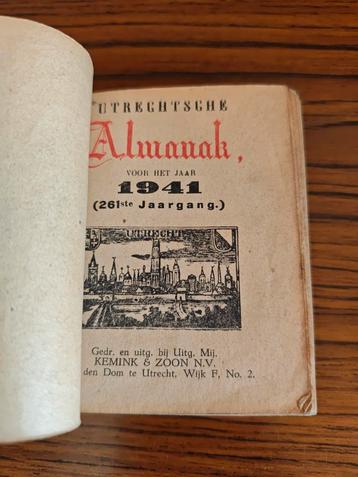 UTRECHTSCHE
Almanak,
VOOR HET JAAR
1941
(261ste Jaargang.)
UTRECHT
Gedr. en uitg. bij Uitg. Mij.
KEMINK & ZOON N.V.
den Dom te Utrecht, Wijk F, No. 2.